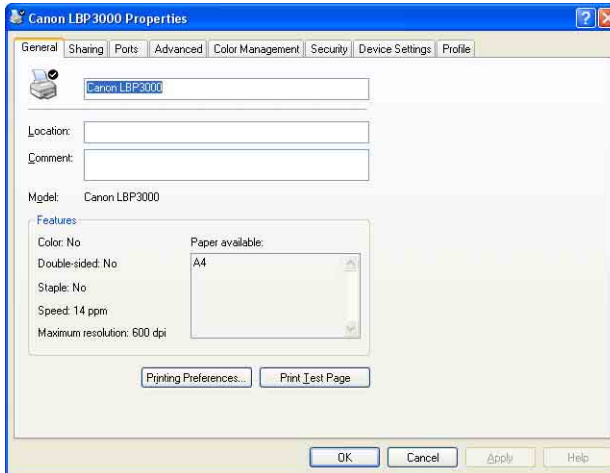 Canon LBP3000 Properties
General Sharing Ports Advanced Color Management Security Device Settings Profile
Canon LBP3000
Location:
Comment:
Model: Canon LBP3000
Features
Color: No Paper available:
Double-sided: No A4
Staple: No
Speed: 14 ppm
Maximum resolution: 600 dpi
Printing Preferences... Print Test Page
OK Cancel Apply Help